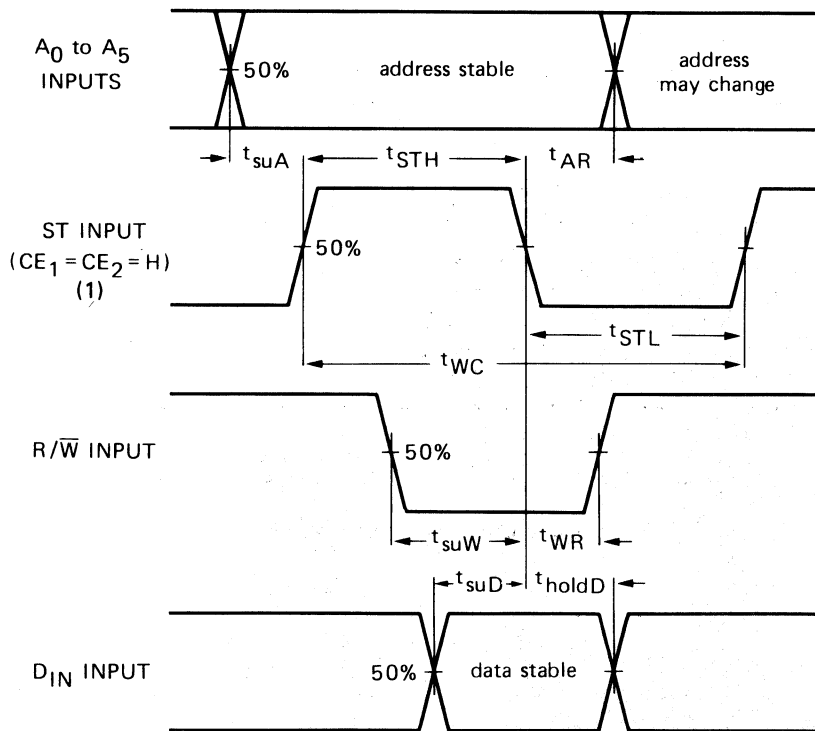 A0 to A5
INPUTS
50%
address stable
address
may change
tsuA
tSTH
tAR
ST INPUT
(CE1 = CE2 = H)
(1)
50%
tSTL
tWC
R/W̅ INPUT
50%
tsuW
tWR
tsuD
tholdD
DIN INPUT
50%
data stable